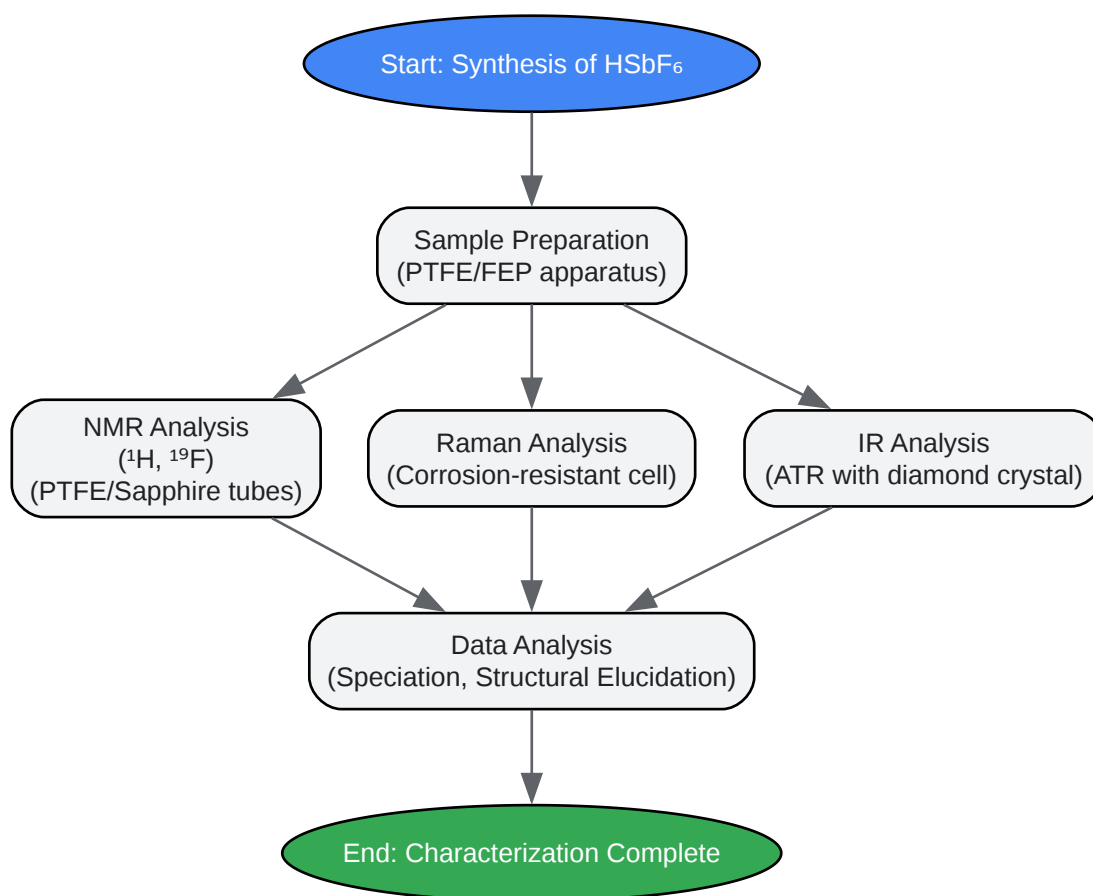 Start: Synthesis of HSbF₆
Sample Preparation
(PTFE/FEP apparatus)
NMR Analysis
(¹H, ¹⁹F)
(PTFE/Sapphire tubes)
Raman Analysis
(Corrosion-resistant cell)
IR Analysis
(ATR with diamond crystal)
Data Analysis
(Speciation, Structural Elucidation)
End: Characterization Complete